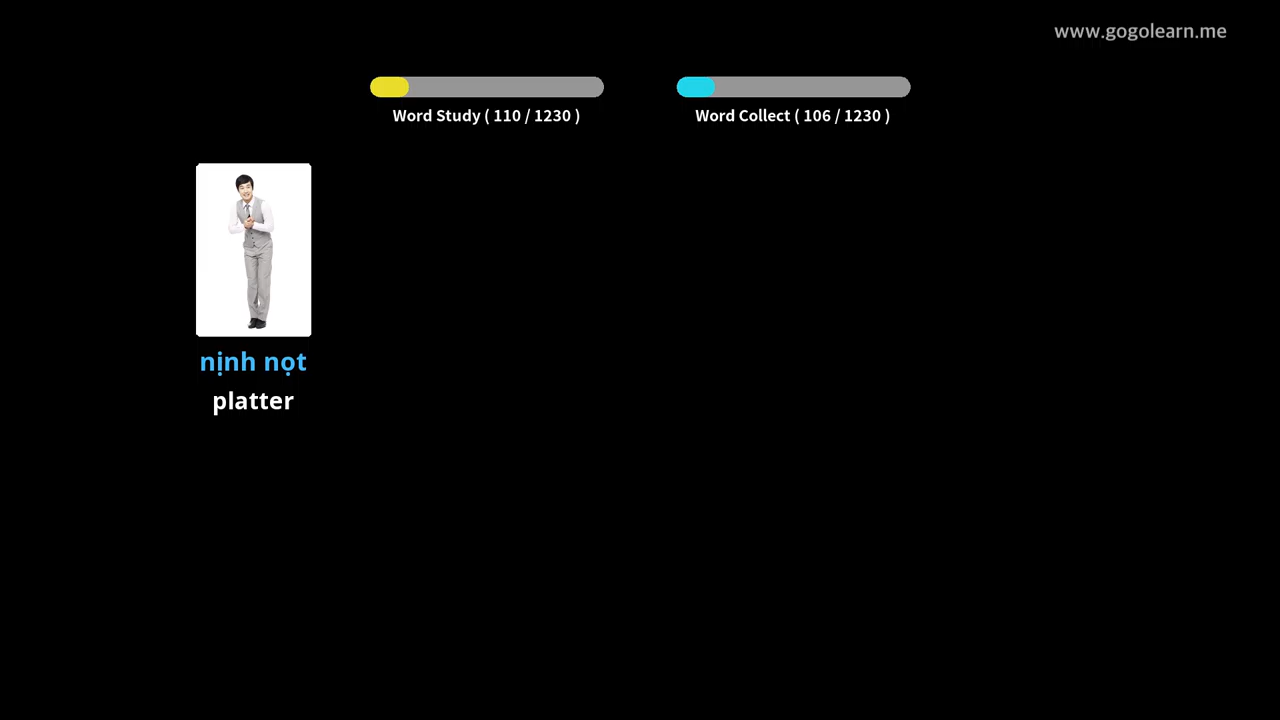 www.gogolearn.me
Word Study ( 110 / 1230 )
Word Collect ( 106 / 1230 )
nịnh nọt
platter